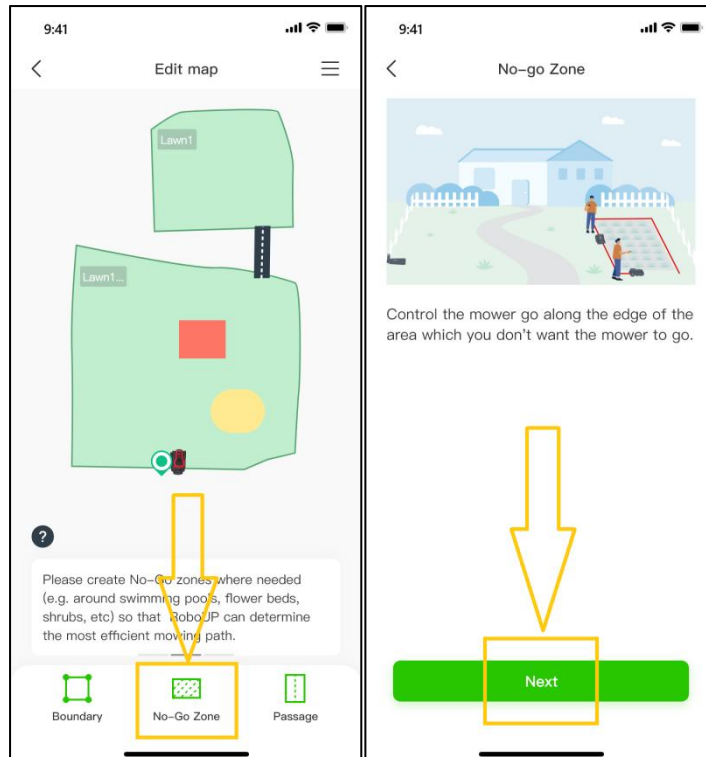 9:41
Edit map
Lawn1
Lawn1...
?
Please create No-Go zones where needed
(e.g. around swimming pools, flower beds,
shrubs, etc) so that RoboUP can determine
the most efficient mowing path.
Boundary
No-Go Zone
Passage
9:41
No-go Zone
Control the mower go along the edge of the
area which you don't want the mower to go.
Next